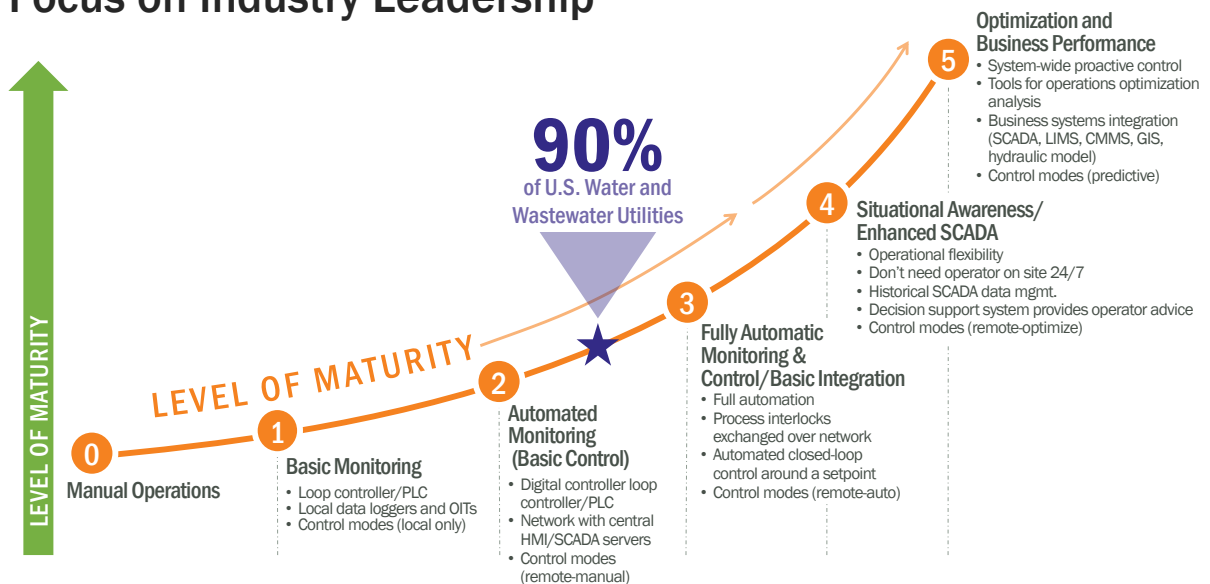 Focus on Industry Leadership
LEVEL OF MATURITY
LEVEL OF MATURITY
90%
of U.S. Water and
Wastewater Utilities
0
Manual Operations
1
Basic Monitoring
• Loop controller/PLC
• Local data loggers and OITs
• Control modes (local only)
2
Automated
Monitoring
(Basic Control)
• Digital controller loop
controller/PLC
• Network with central
HMI/SCADA servers
• Control modes
(remote-manual)
3
Fully Automatic
Monitoring &
Control/Basic Integration
• Full automation
• Process interlocks
exchanged over network
• Automated closed-loop
control around a setpoint
• Control modes (remote-auto)
4
Situational Awareness/
Enhanced SCADA
• Operational flexibility
• Don't need operator on site 24/7
• Historical SCADA data mgmt.
• Decision support system provides operator advice
• Control modes (remote-optimize)
5
Optimization and
Business Performance
• System-wide proactive control
• Tools for operations optimization
analysis
• Business systems integration
(SCADA, LIMS, CMMS, GIS,
hydraulic model)
• Control modes (predictive)